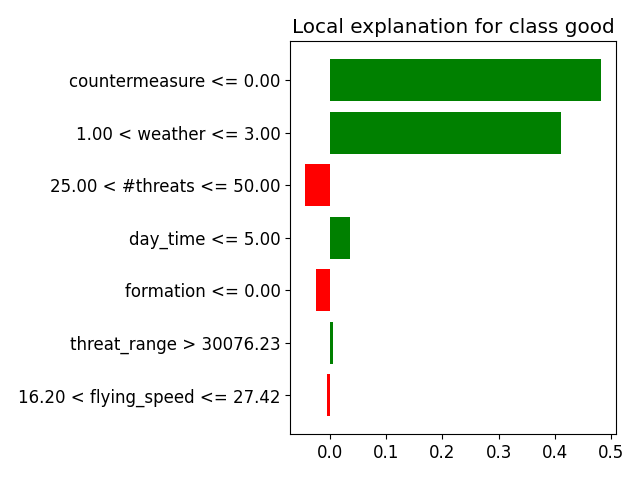 Local explanation for class good
countermeasure <= 0.00
1.00 < weather <= 3.00
25.00 < #threats <= 50.00
day_time <= 5.00
formation <= 0.00
threat_range > 30076.23
16.20 < flying_speed <= 27.42
0.0 0.1 0.2 0.3 0.4 0.5